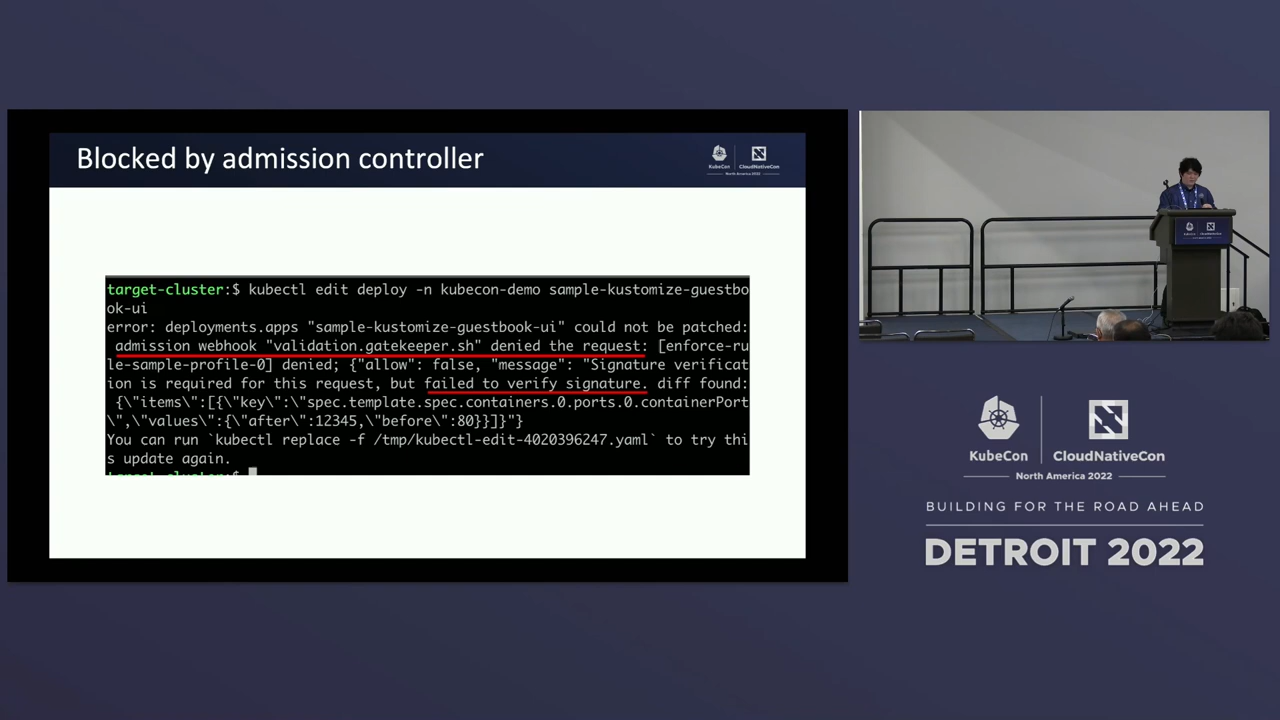 Blocked by admission controller
KubeCon
CloudNativeCon
North America 2022
target-cluster:$ kubectl edit deploy -n kubecon-demo sample-kustomize-guestbo
ok-ui
error: deployments.apps "sample-kustomize-guestbook-ui" could not be patched:
admission webhook "validation.gatekeeper.sh" denied the request: [enforce-ru
le-sample-profile-0] denied; {"allow": false, "message": "Signature verificat
ion is required for this request, but failed to verify signature. diff found:
{\"items\":[{\"key\":\"spec.template.spec.containers.0.ports.0.containerPort
\",\"values\":{\"after\":12345,\"before\":80}}]}"}
You can run `kubectl replace -f /tmp/kubectl-edit-4020396247.yaml` to try thi
s update again.
target-cluster:$
KubeCon
CloudNativeCon
North America 2022
BUILDING FOR THE ROAD AHEAD
DETROIT 2022